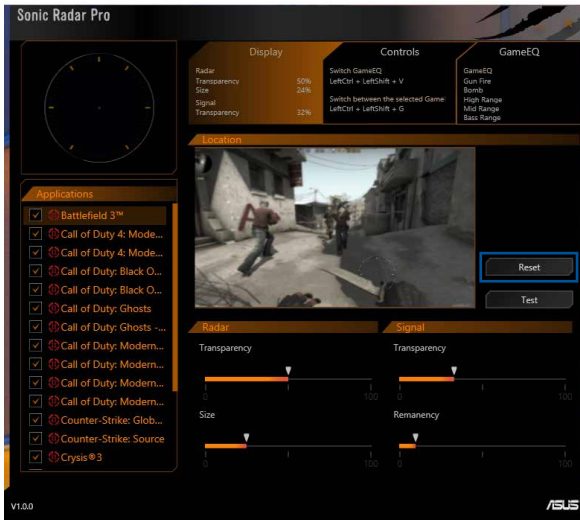 Sonic Radar Pro
Display
Radar
Transparency 50%
Size 24%
Signal
Transparency 32%
Controls
Switch GameEQ
LeftCtrl + LeftShift + V
Switch between the selected Game
LeftCtrl + LeftShift + G
GameEQ
GameEQ
Gun Fire
Bomb
High Range
Mid Range
Bass Range
Location
Reset
Test
Applications
Battlefield 3™
Call of Duty 4: Mode...
Call of Duty 4: Mode...
Call of Duty: Black O...
Call of Duty: Black O...
Call of Duty: Ghosts
Call of Duty: Ghosts -...
Call of Duty: Modern...
Call of Duty: Modern...
Call of Duty: Modern...
Counter-Strike: Glob...
Counter-Strike: Source
Crysis®3
Radar
Transparency
0 100
Size
0 100
Signal
Transparency
0 100
Remanency
0 100
V1.0.0
ASUS